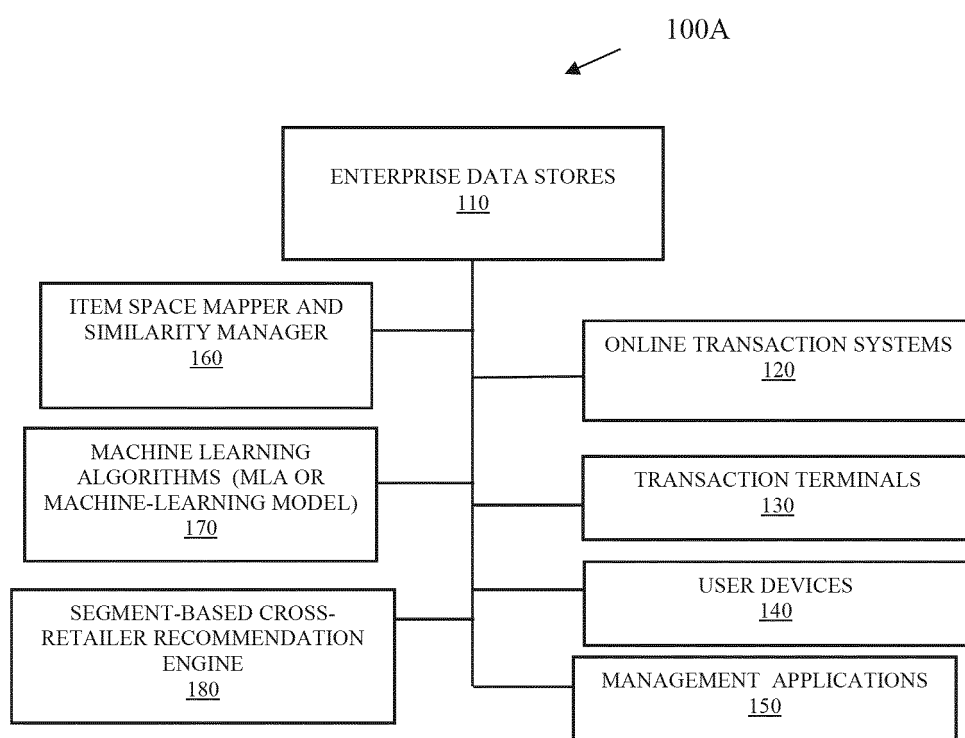 100A
ENTERPRISE DATA STORES
110
ITEM SPACE MAPPER AND
SIMILARITY MANAGER
160
ONLINE TRANSACTION SYSTEMS
120
MACHINE LEARNING
ALGORITHMS (MLA OR
MACHINE-LEARNING MODEL)
170
TRANSACTION TERMINALS
130
SEGMENT-BASED CROSS-
RETAILER RECOMMENDATION
ENGINE
180
USER DEVICES
140
MANAGEMENT APPLICATIONS
150